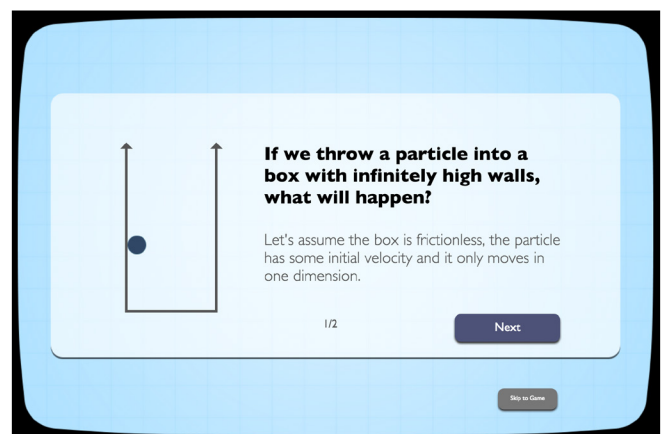 If we throw a particle into a
box with infinitely high walls,
what will happen?
Let's assume the box is frictionless, the particle
has some initial velocity and it only moves in
one dimension.
1/2
Next
Skip to Game